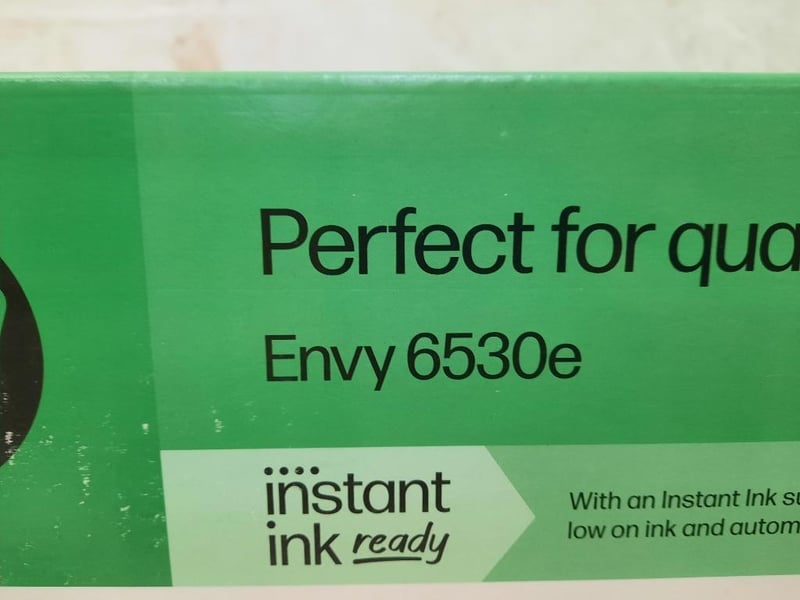 Perfect for qua
Envy 6530e
instant
ink ready
With an Instant Ink su
low on ink and autom